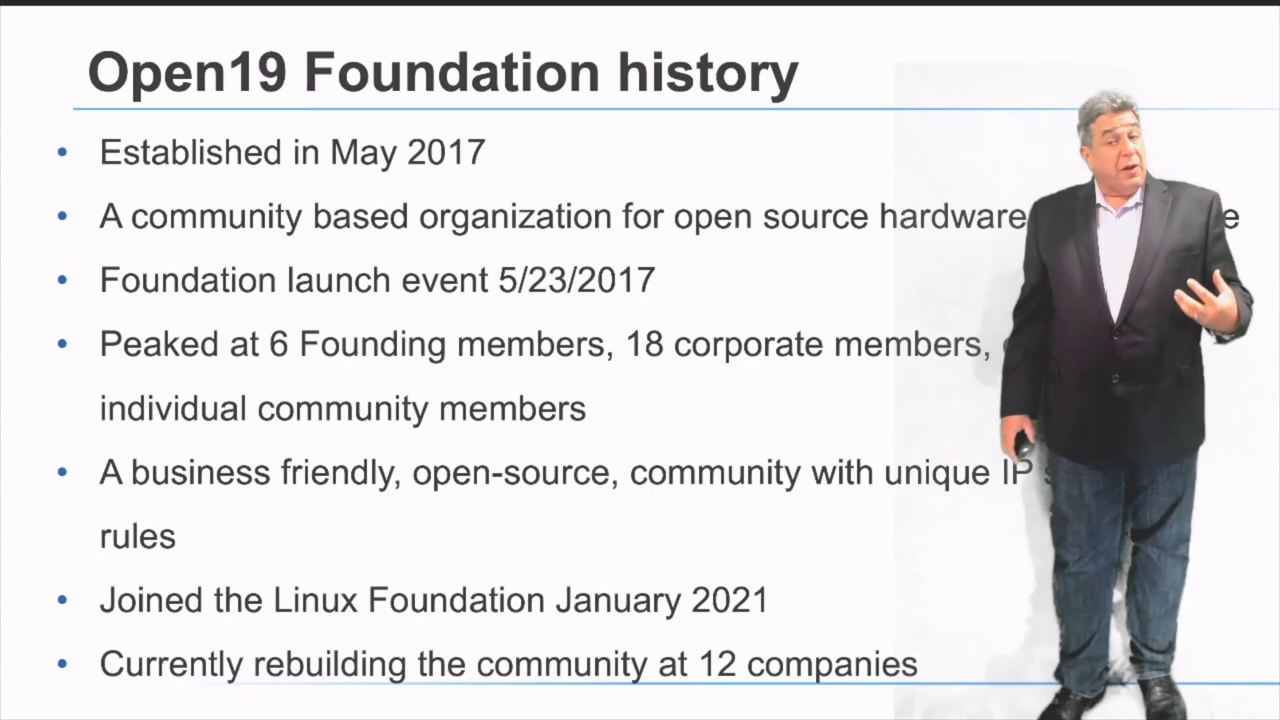 Open19 Foundation history
• Established in May 2017
• A community based organization for open source hardware
• Foundation launch event 5/23/2017
• Peaked at 6 Founding members, 18 corporate members,
individual community members
• A business friendly, open-source, community with unique IP
rules
• Joined the Linux Foundation January 2021
• Currently rebuilding the community at 12 companies